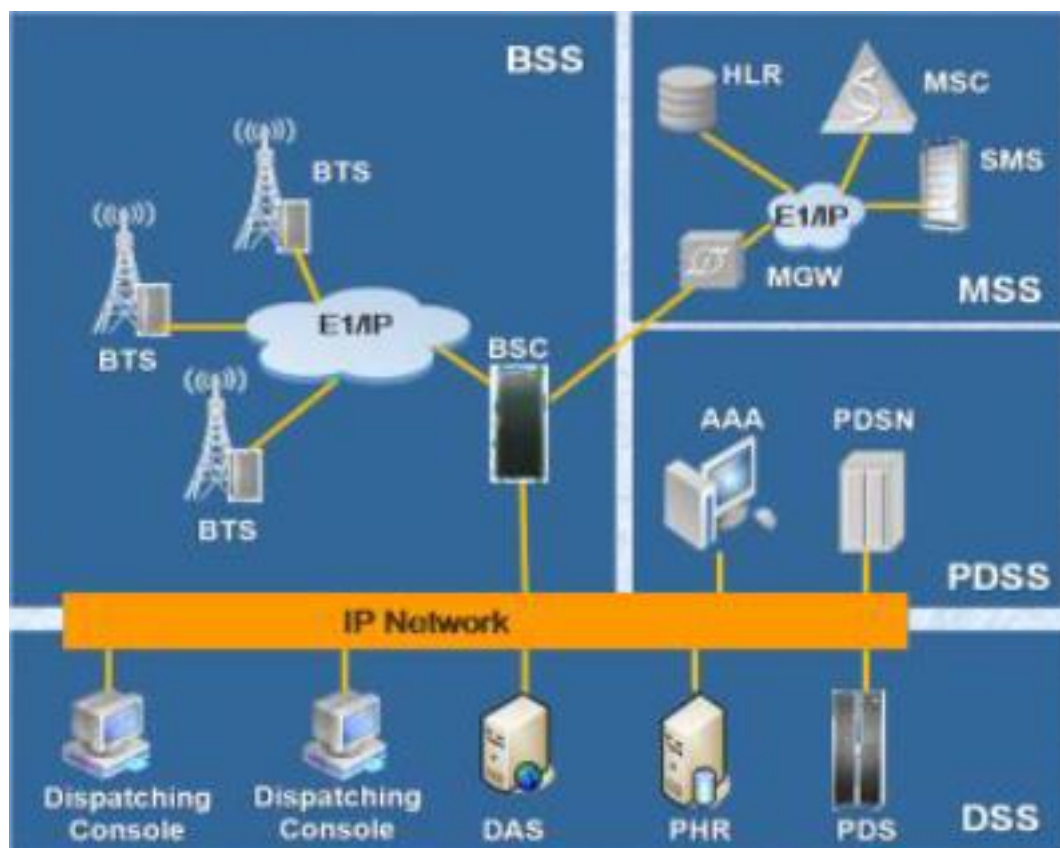 BSS
HLR
MSC
BTS
SMS
BTS
E1/IP
E1/IP
MGW
MSS
BSC
BTS
AAA
PDSN
PDSS
IP Network
Dispatching
Console
Dispatching
Console
DAS
PHR
PDS
DSS